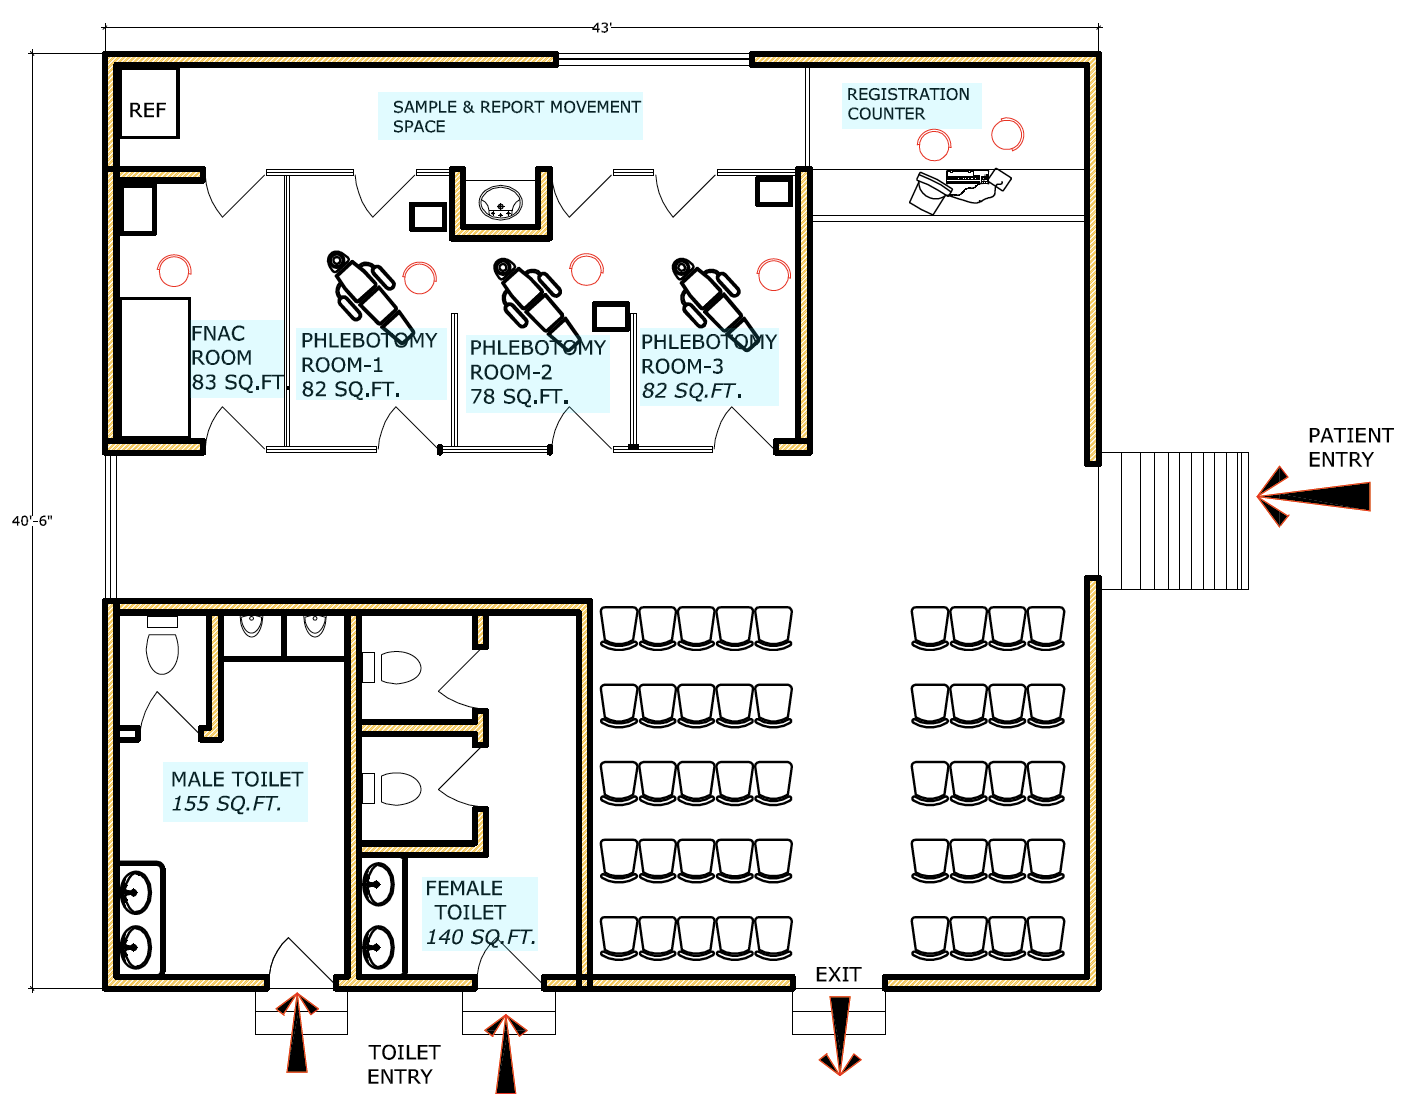 43'
REF
SAMPLE & REPORT MOVEMENT
SPACE
REGISTRATION
COUNTER
FNAC
ROOM
83 SQ.FT.
PHLEBOTOMY
ROOM-1
82 SQ.FT.
PHLEBOTOMY
ROOM-2
78 SQ.FT.
PHLEBOTOMY
ROOM-3
82 SQ.FT.
PATIENT
ENTRY
40'-6"
MALE TOILET
155 SQ.FT.
FEMALE
TOILET
140 SQ.FT.
EXIT
TOILET
ENTRY